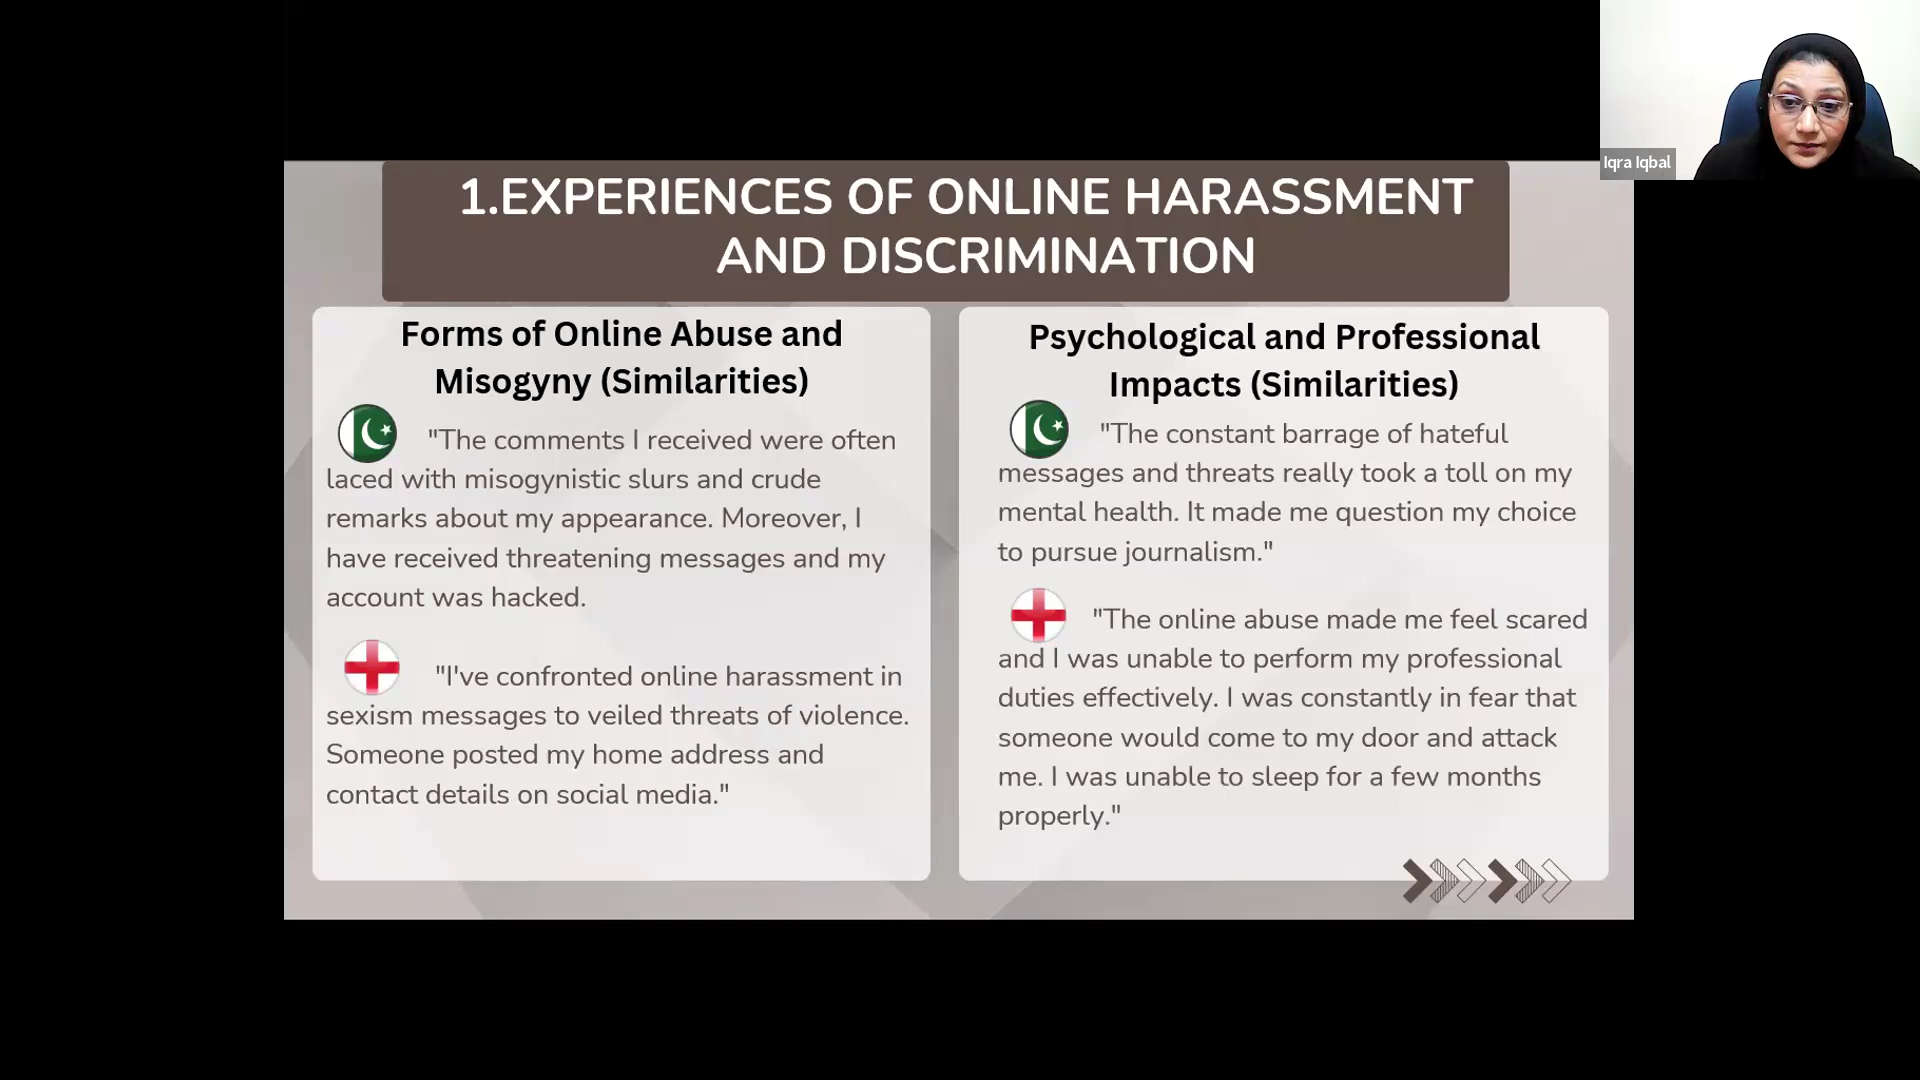 Iqra Iqbal
1.EXPERIENCES OF ONLINE HARASSMENT
AND DISCRIMINATION
Forms of Online Abuse and
Misogyny (Similarities)
"The comments I received were often
laced with misogynistic slurs and crude
remarks about my appearance. Moreover, I
have received threatening messages and my
account was hacked.
"I've confronted online harassment in
sexism messages to veiled threats of violence.
Someone posted my home address and
contact details on social media."
Psychological and Professional
Impacts (Similarities)
"The constant barrage of hateful
messages and threats really took a toll on my
mental health. It made me question my choice
to pursue journalism."
"The online abuse made me feel scared
and I was unable to perform my professional
duties effectively. I was constantly in fear that
someone would come to my door and attack
me. I was unable to sleep for a few months
properly."